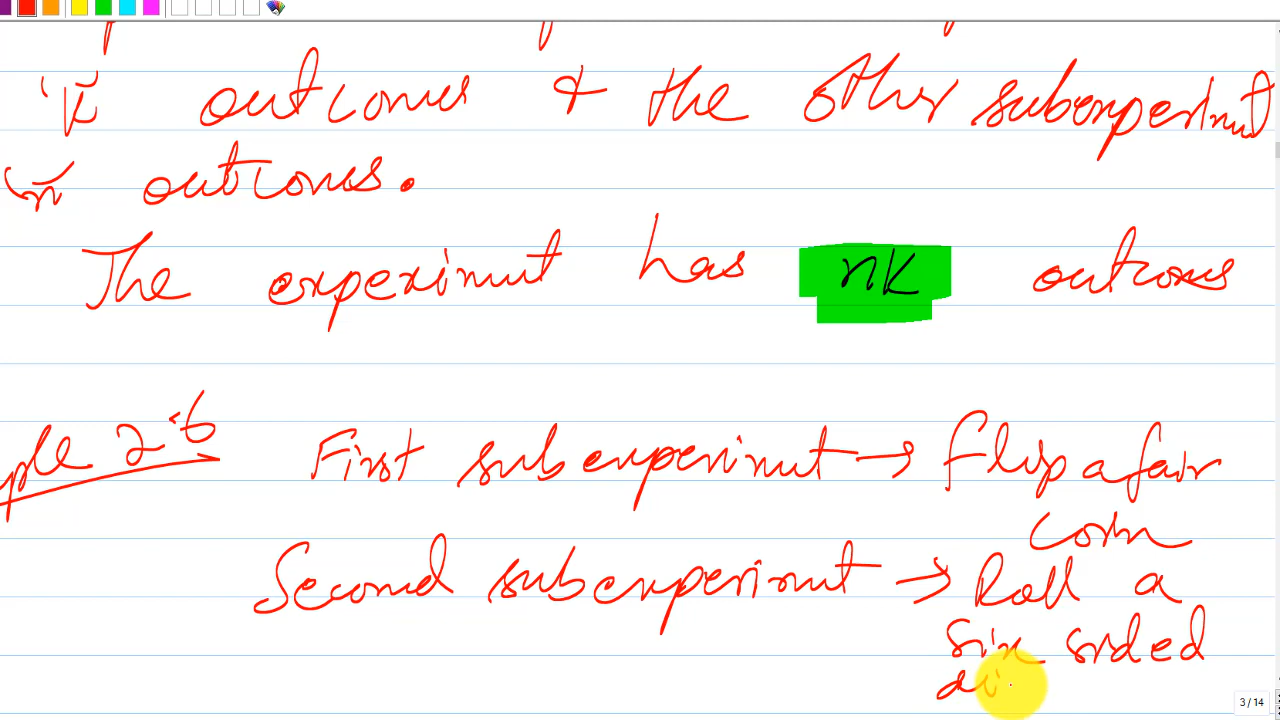 'k' outcomes & the other subexperiment
'n' outcomes.
The experiment has nk outcomes
ple 2.6 First subexperiment → flip a fair
coin
Second subexperiment → Roll a
six sided
di
3 / 14